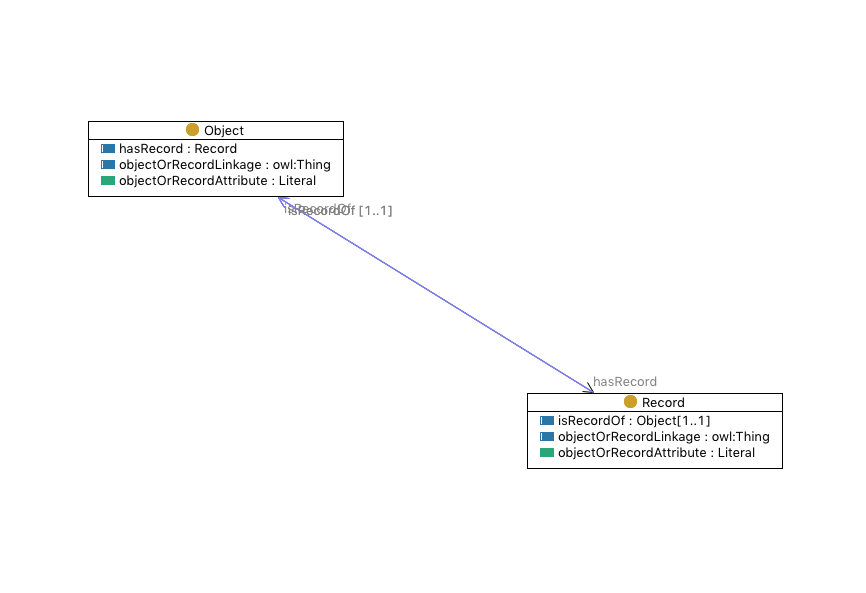 Object
hasRecord : Record
objectOrRecordLinkage : owl:Thing
objectOrRecordAttribute : Literal
isRecordOf
isRecordOf [1..1]
hasRecord
Record
isRecordOf : Object[1..1]
objectOrRecordLinkage : owl:Thing
objectOrRecordAttribute : Literal